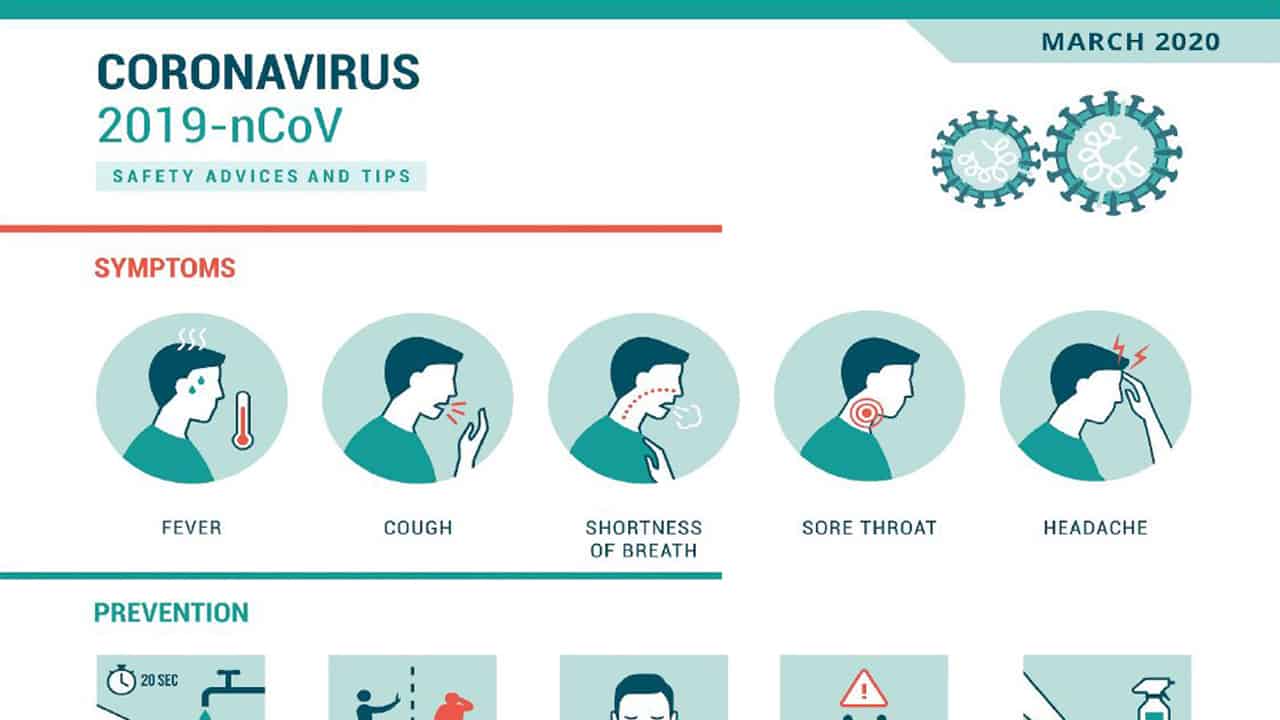 MARCH 2020
CORONAVIRUS
2019-nCoV
SAFETY ADVICES AND TIPS
SYMPTOMS
FEVER
COUGH
SHORTNESS
OF BREATH
SORE THROAT
HEADACHE
PREVENTION
20 SEC
!